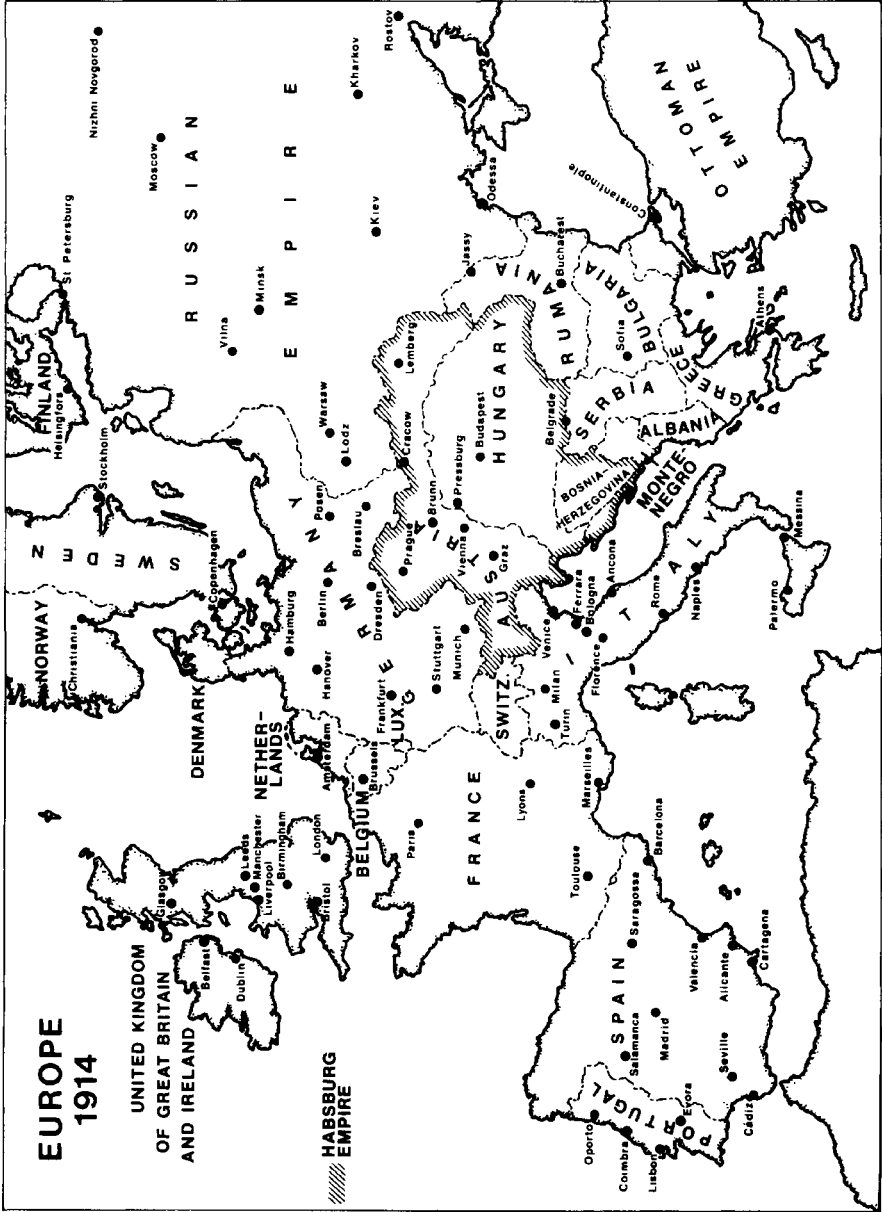 EUROPE
1914
UNITED KINGDOM
OF GREAT BRITAIN
AND IRELAND
HABSBURG
EMPIRE
NORWAY
Christiania
SWEDEN
Stockholm
FINLAND
Helsingfors
St Petersburg
Nizhni Novgorod
Moscow
RUSSIAN
EMPIRE
Vilna
Minsk
Kiev
Kharkov
Rostov
Odessa
Warsaw
Lodz
DENMARK
Copenhagen
Glasgow
Belfast
Dublin
Leeds
Manchester
Liverpool
Birmingham
London
Bristol
NETHER-
LANDS
Amsterdam
BELGIUM
Brussels
LUX.
GERMANY
Hamburg
Hanover
Berlin
Posen
Breslau
Dresden
Frankfurt
Stuttgart
Munich
FRANCE
Paris
Lyons
Marseilles
Toulouse
SWITZ.
AUSTRIA
Prague
Brunn
Vienna
Graz
Cracow
Lemberg
HUNGARY
Pressburg
Budapest
BOSNIA-
HERZEGOVINA
MONTE-
NEGRO
SERBIA
Belgrade
ALBANIA
GREECE
Athens
RUMANIA
Jassy
Bucharest
BULGARIA
Sofia
Constantinople
OTTOMAN
EMPIRE
ITALY
Turin
Milan
Venice
Ferrara
Bologna
Florence
Ancona
Roma
Naples
Palermo
Messina
SPAIN
Saragossa
Barcelona
Salamanca
Madrid
Valencia
Alicante
Cartagena
Seville
Cádiz
PORTUGAL
Oporto
Coimbra
Lisbon
Evora